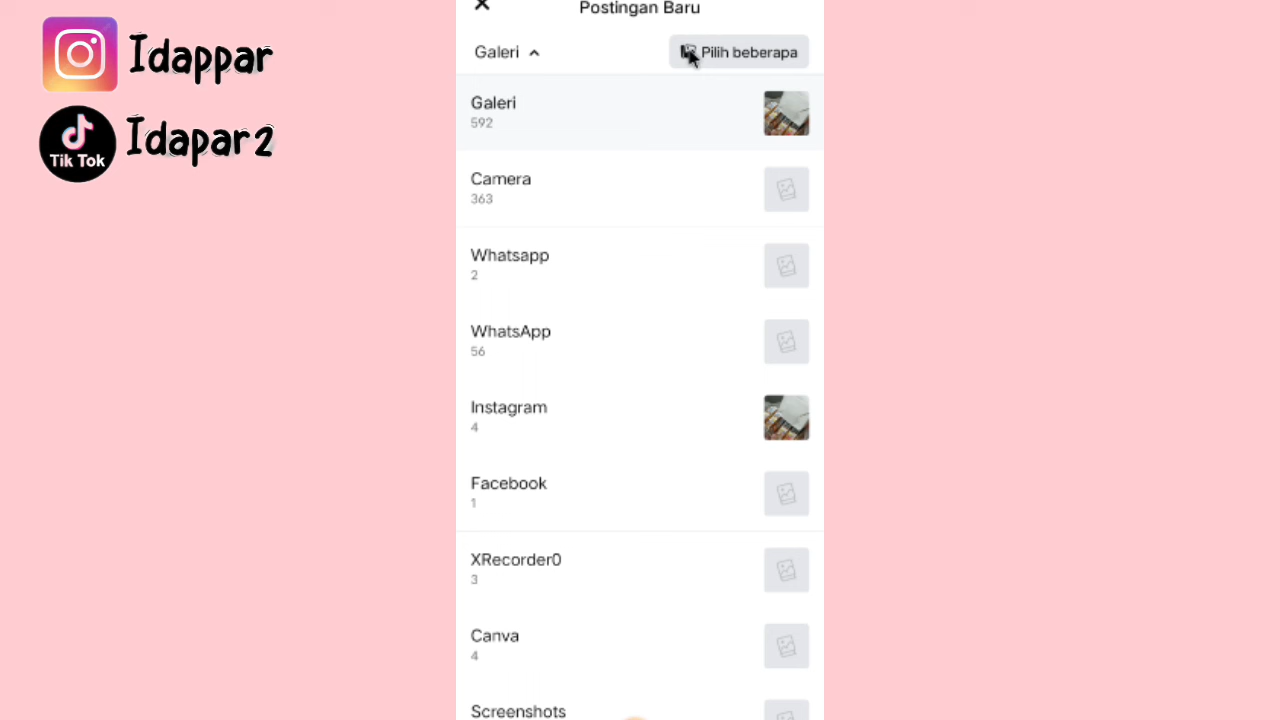 Idappar
Tik Tok
Idapar2
Postingan Baru
Galeri
Pilih beberapa
Galeri
592
Camera
363
Whatsapp
2
WhatsApp
56
Instagram
4
Facebook
1
XRecorder0
3
Canva
4
Screenshots